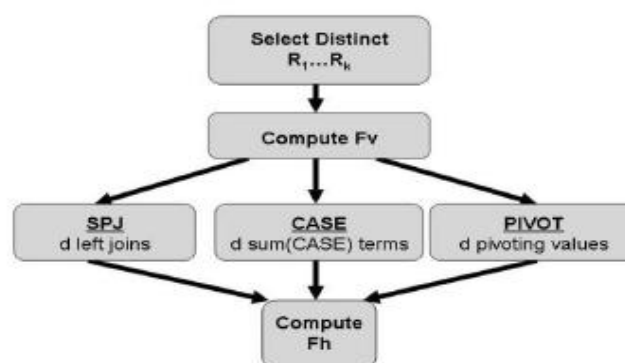 Select Distinct
R1...Rk
Compute Fv
SPJ
d left joins
CASE
d sum(CASE) terms
PIVOT
d pivoting values
Compute
Fh